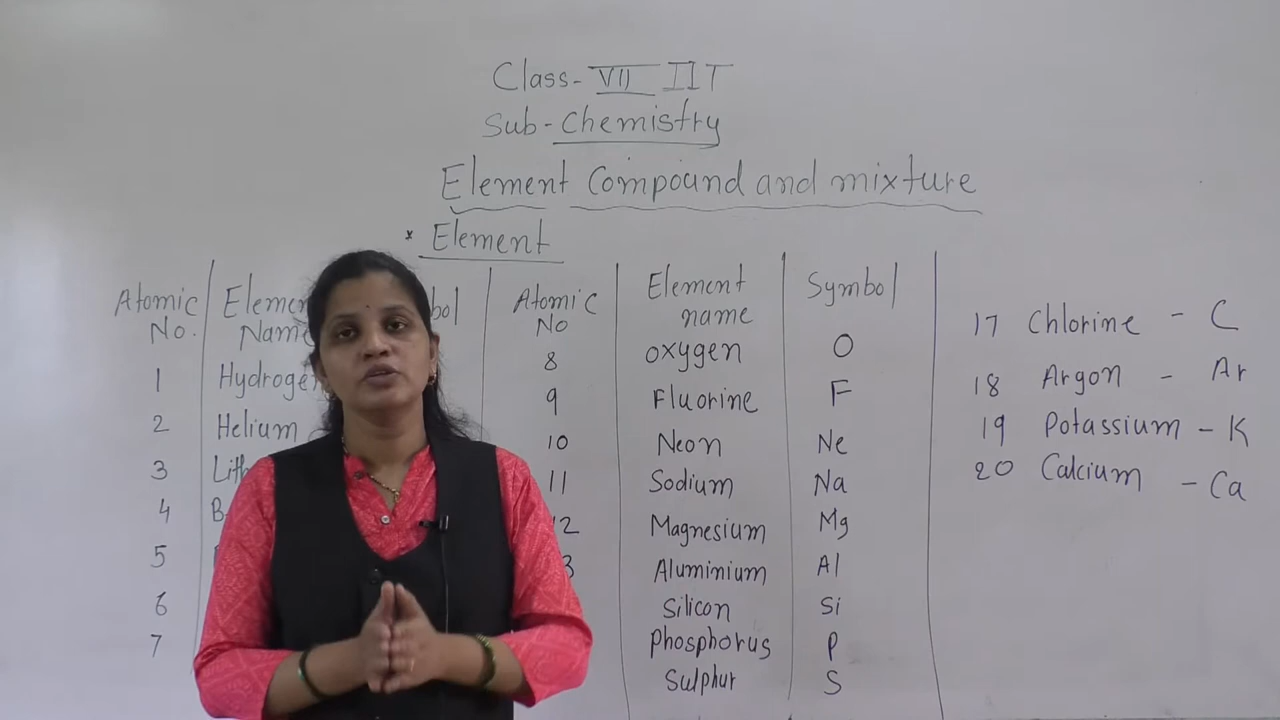 Class- VII IIT
Sub- Chemistry
Element Compound and mixture
* Element
Atomic No.
Name
1
2 Helium
3
4
5
6
7
Atomic No Element name Symbol
8 Oxygen O
9 Fluorine F
10 Neon Ne
11 Sodium Na
12 Magnesium Mg
Aluminium Al
Silicon Si
Phosphorus P
Sulphur S
17 Chlorine - C
18 Argon - Ar
19 Potassium - K
20 Calcium - Ca